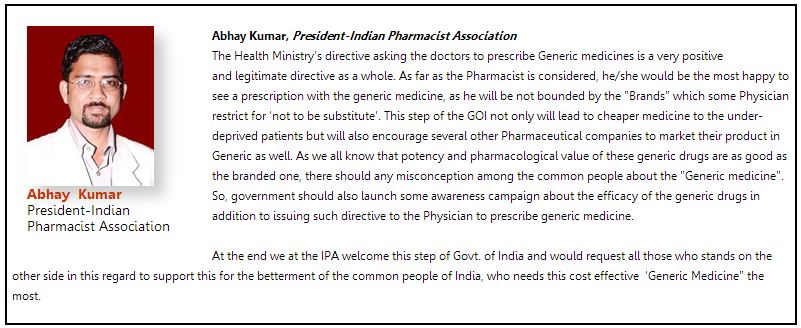 Abhay Kumar, President-Indian Pharmacist Association
The Health Ministry's directive asking the doctors to prescribe Generic medicines is a very positive
and legitimate directive as a whole. As far as the Pharmacist is considered, he/she would be the most happy to
see a prescription with the generic medicine, as he will be not bounded by the "Brands" which some Physician
restrict for 'not to be substitute'. This step of the GOI not only will lead to cheaper medicine to the under-
deprived patients but will also encourage several other Pharmaceutical companies to market their product in
Generic as well. As we all know that potency and pharmacological value of these generic drugs are as good as
the branded one, there should any misconception among the common people about the "Generic medicine".
So, government should also launch some awareness campaign about the efficacy of the generic drugs in
addition to issuing such directive to the Physician to prescribe generic medicine.
Abhay Kumar
President-Indian
Pharmacist Association
At the end we at the IPA welcome this step of Govt. of India and would request all those who stands on the
other side in this regard to support this for the betterment of the common people of India, who needs this cost effective 'Generic Medicine" the
most.